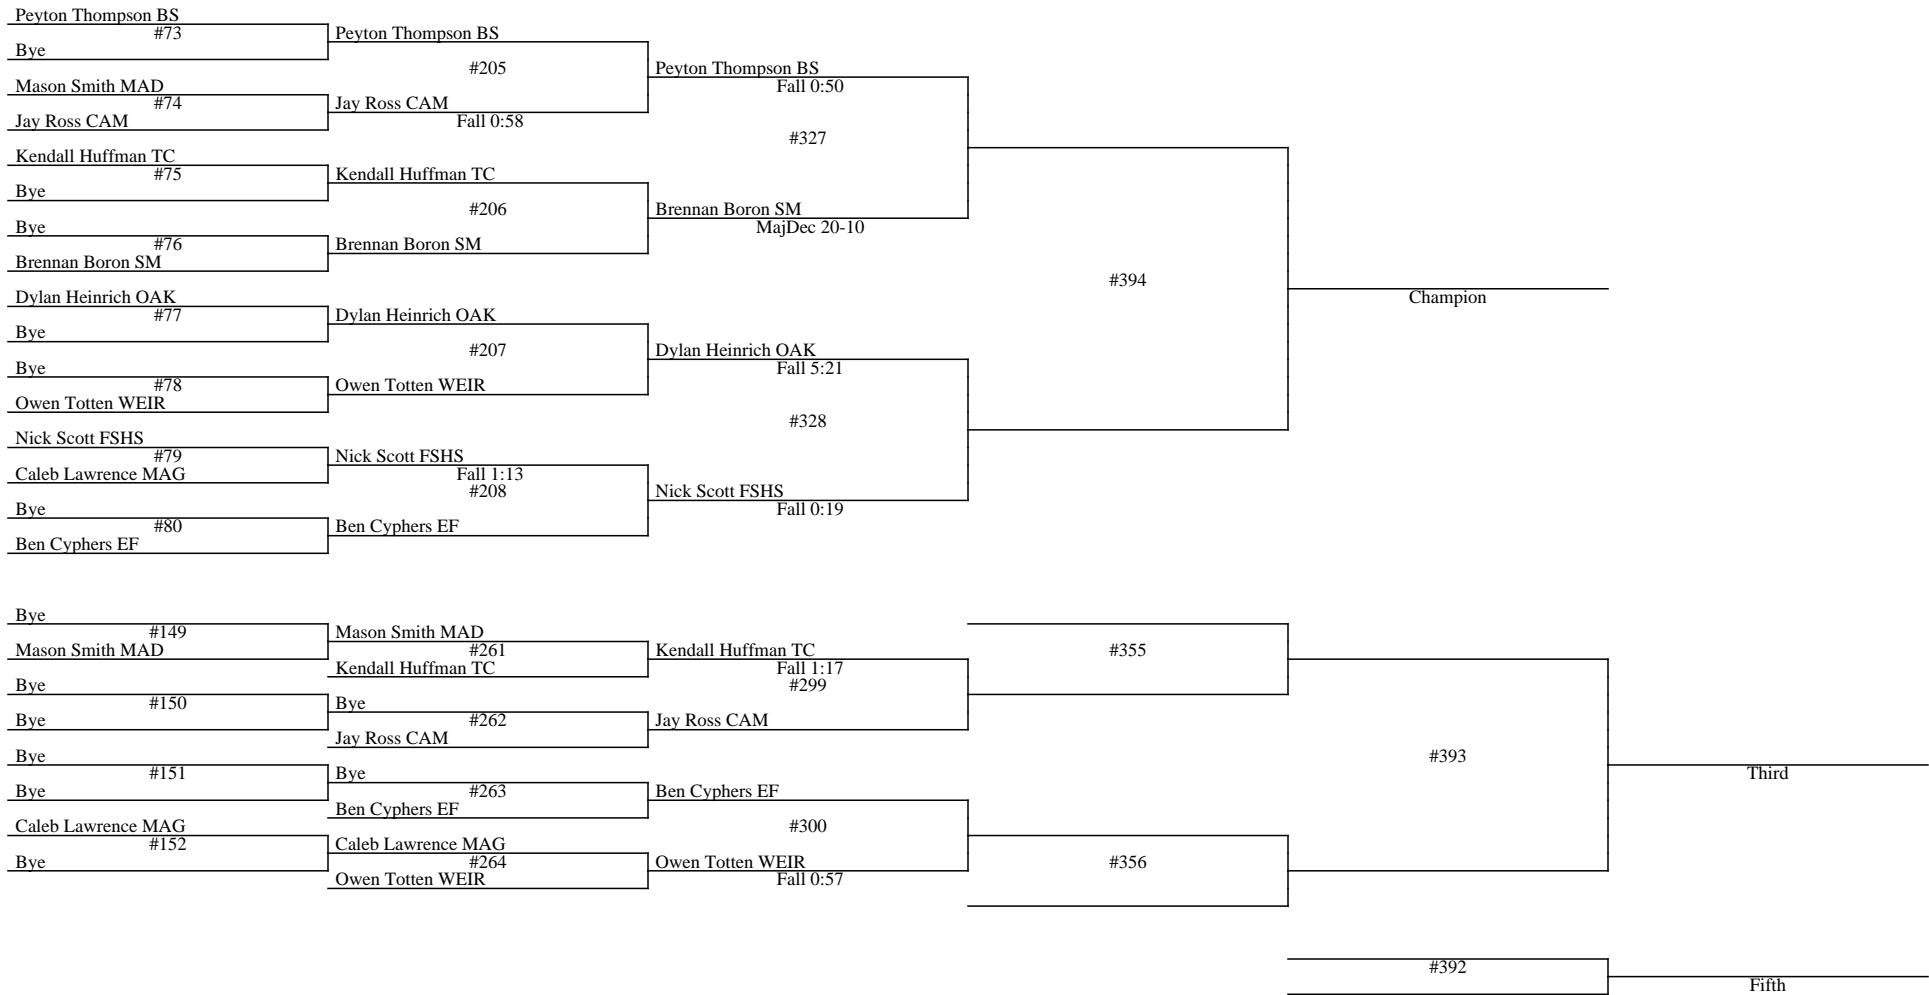 Peyton Thompson BS
#73
Bye
Peyton Thompson BS
#205
Mason Smith MAD
#74
Jay Ross CAM
Jay Ross CAM
Fall 0:58
Peyton Thompson BS
Fall 0:50
#327
Kendall Huffman TC
#75
Bye
Kendall Huffman TC
#206
Bye
#76
Brennan Boron SM
Brennan Boron SM
Brennan Boron SM
MajDec 20-10
#394
Champion
Dylan Heinrich OAK
#77
Bye
Dylan Heinrich OAK
#207
Bye
#78
Owen Totten WEIR
Owen Totten WEIR
Dylan Heinrich OAK
Fall 5:21
#328
Nick Scott FSHS
#79
Caleb Lawrence MAG
Nick Scott FSHS
Fall 1:13
#208
Bye
#80
Ben Cyphers EF
Ben Cyphers EF
Nick Scott FSHS
Fall 0:19
Bye
#149
Mason Smith MAD
Mason Smith MAD
#261
Kendall Huffman TC
Kendall Huffman TC
Fall 1:17
#299
#355
Bye
#150
Bye
Bye
#262
Jay Ross CAM
Jay Ross CAM
#393
Third
Bye
#151
Bye
Bye
#263
Ben Cyphers EF
Ben Cyphers EF
#300
Caleb Lawrence MAG
#152
Bye
Caleb Lawrence MAG
#264
Owen Totten WEIR
Owen Totten WEIR
Fall 0:57
#356
#392
Fifth